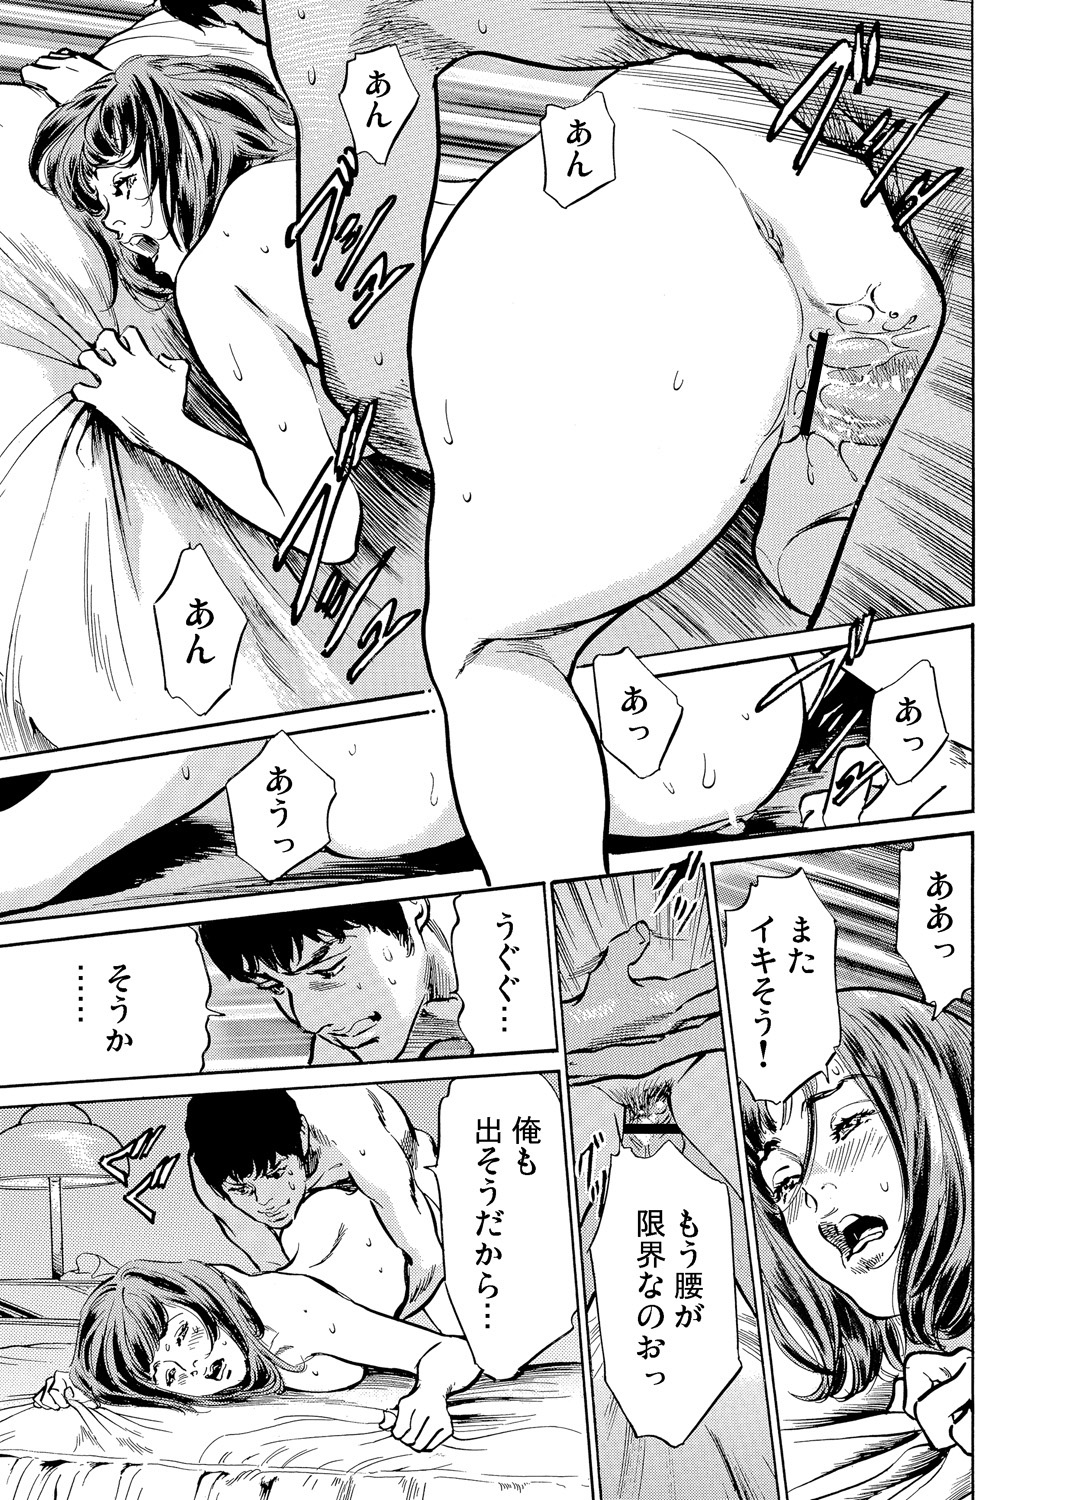 あん
あん
あん
あっ
あっ
あうっ
ああっ
また
イキそう!
もう腰が
限界なのぉっ
うぐぐ…
そうか
……
俺も
出そうだから…